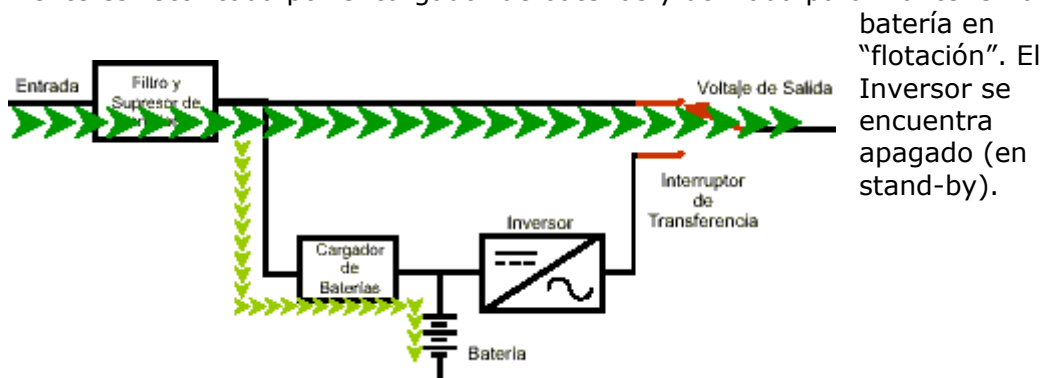 batería en
“flotación”. El
Inversor se
encuentra
apagado (en
stand-by).
Entrada
Filtro y
Supresor de
Voltaje de Salida
Interruptor
de
Transferencia
Inversor
Cargador
de
Baterías
Batería